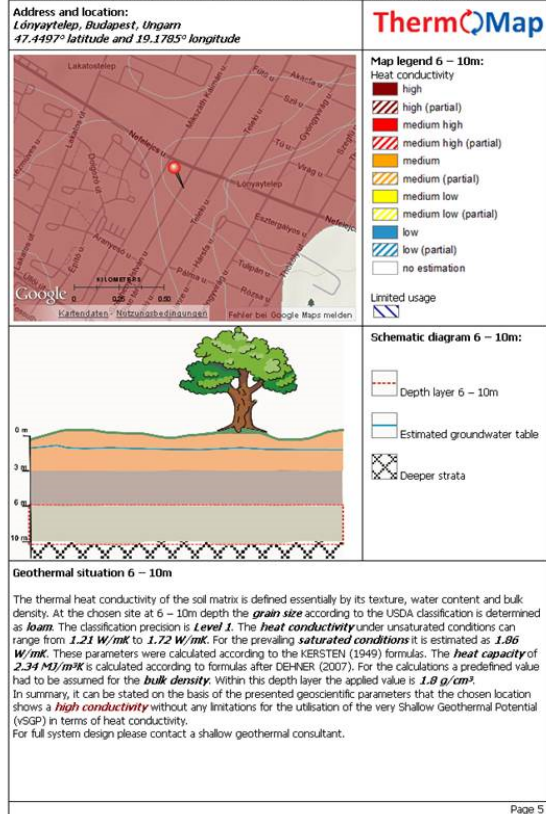 Address and location:
Lónyaytelep, Budapest, Ungarn
47.4497° latitude and 19.1785° longitude
ThermoMap
Lakatostelep
Mikszáth Kálmán u.
Teleki u.
Nefelejcs u.
Lónyaytelep
Virág u.
Esztergályos u.
Aranyeső u.
Hársfa u.
Tulipán u.
Pálma u.
Rózsa u.
KILOMETERS
0 0.25 0.50
Google
Kartendaten - Nutzungsbedingungen
Fehler bei Google Maps melden
Map legend 6 – 10m:
Heat conductivity
high
high (partial)
medium high
medium high (partial)
medium
medium (partial)
medium low
medium low (partial)
low
low (partial)
no estimation
Limited usage
0 m
3 m
6 m
10 m
Schematic diagram 6 – 10m:
Depth layer 6 – 10m
Estimated groundwater table
Deeper strata
Geothermal situation 6 – 10m
The thermal heat conductivity of the soil matrix is defined essentially by its texture, water content and bulk
density. At the chosen site at 6 – 10m depth the grain size according to the USDA classification is determined
as loam. The classification precision is Level 1. The heat conductivity under unsaturated conditions can
range from 1.21 W/mK to 1.72 W/mK. For the prevaling saturated conditions it is estimated as 1.86
W/mK. These parameters were calculated according to the KERSTEN (1949) formulas. The heat capacity of
2.34 MJ/m³K is calculated according to formulas after DEHNER (2007). For the calculations a predefined value
had to be assumed for the bulk density. Within this depth layer the applied value is 1.8 g/cm³.
In summary, it can be stated on the basis of the presented geoscientific parameters that the chosen location
shows a high conductivity without any limitations for the utilisation of the very Shallow Geothermal Potential
(vSGP) in terms of heat conductivity.
For full system design please contact a shallow geothermal consultant.
Page 5